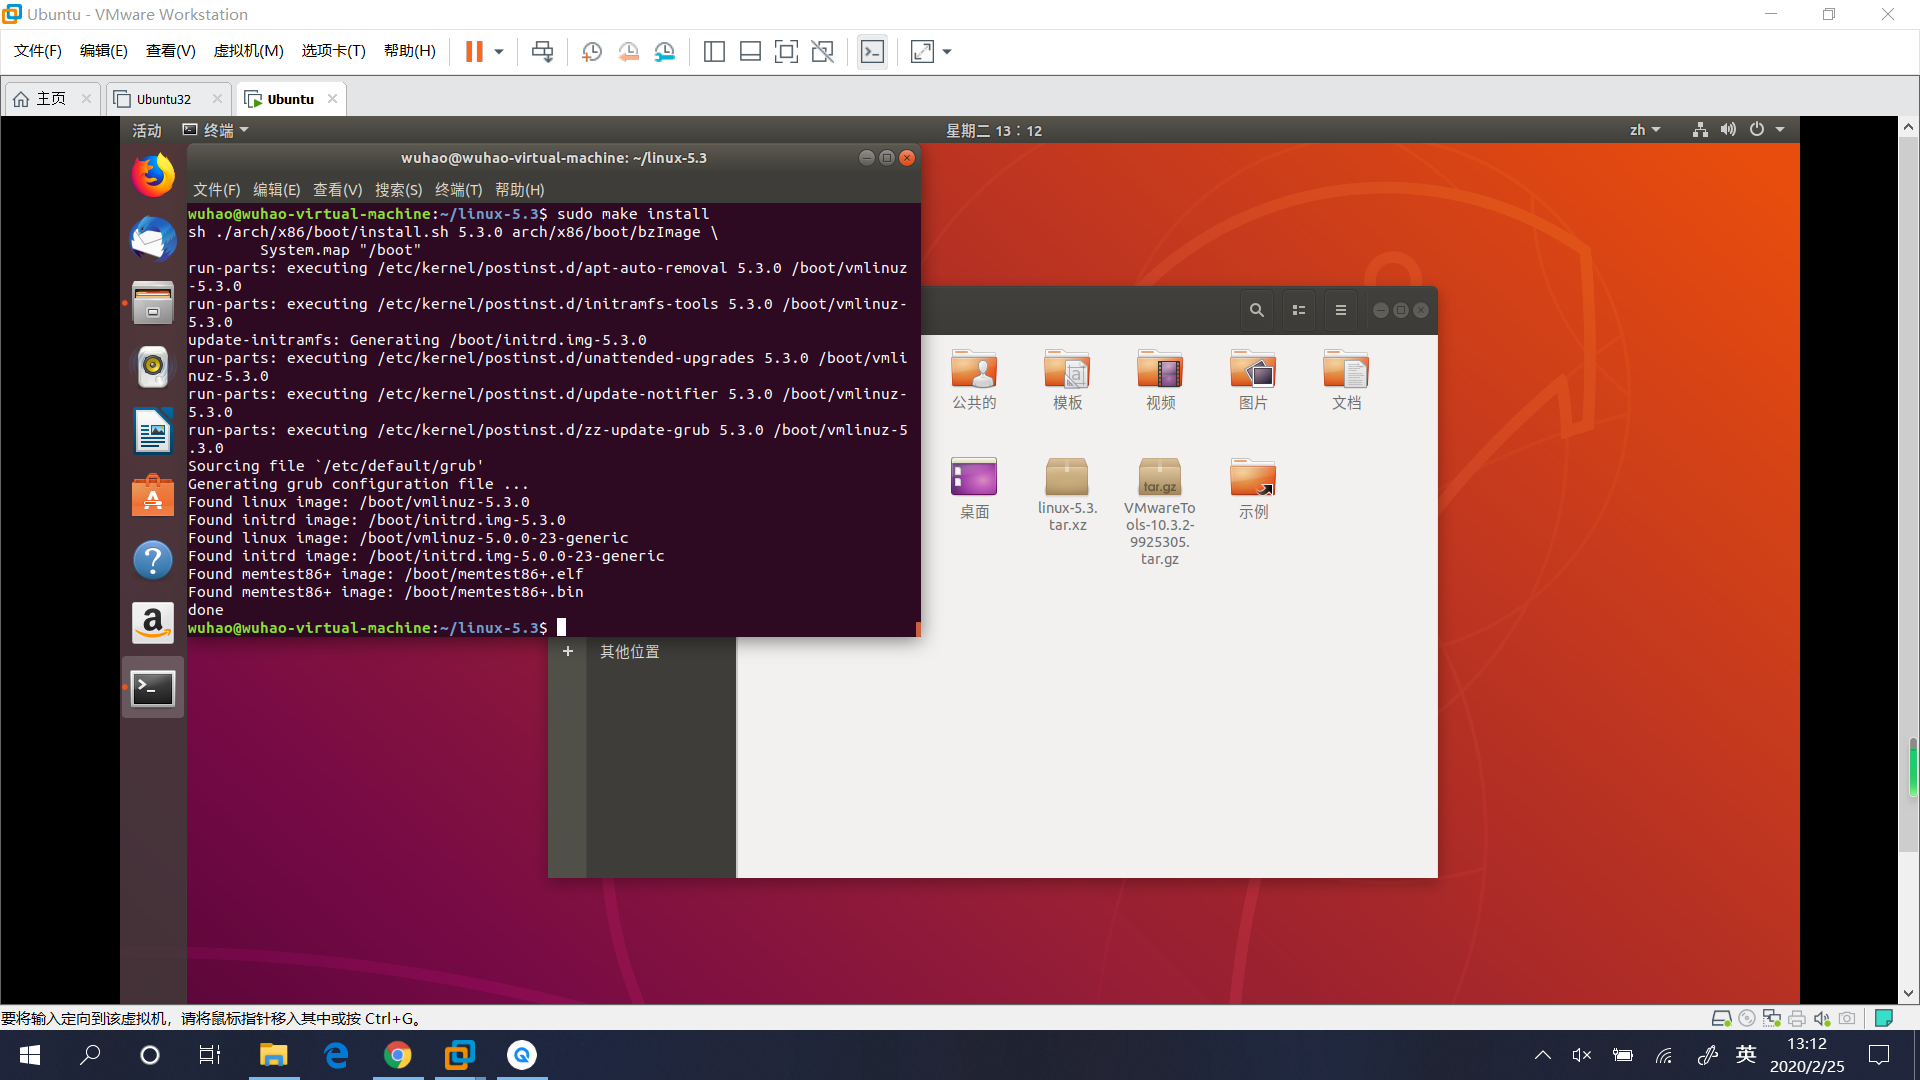 Ubuntu - VMware Workstation
文件(F) 编辑(E) 查看(V) 虚拟机(M) 选项卡(T) 帮助(H)
主页 Ubuntu32 Ubuntu
活动 终端 星期二 13：12 zh
wuhao@wuhao-virtual-machine: ~/linux-5.3
文件(F) 编辑(E) 查看(V) 搜索(S) 终端(T) 帮助(H)
wuhao@wuhao-virtual-machine:~/linux-5.3$ sudo make install
sh ./arch/x86/boot/install.sh 5.3.0 arch/x86/boot/bzImage \
System.map "/boot"
run-parts: executing /etc/kernel/postinst.d/apt-auto-removal 5.3.0 /boot/vmlinuz
-5.3.0
run-parts: executing /etc/kernel/postinst.d/initramfs-tools 5.3.0 /boot/vmlinuz-
5.3.0
update-initramfs: Generating /boot/initrd.img-5.3.0
run-parts: executing /etc/kernel/postinst.d/unattended-upgrades 5.3.0 /boot/vmli
nuz-5.3.0
run-parts: executing /etc/kernel/postinst.d/update-notifier 5.3.0 /boot/vmlinuz-
5.3.0
run-parts: executing /etc/kernel/postinst.d/zz-update-grub 5.3.0 /boot/vmlinuz-5
.3.0
Sourcing file `/etc/default/grub'
Generating grub configuration file ...
Found linux image: /boot/vmlinuz-5.3.0
Found initrd image: /boot/initrd.img-5.3.0
Found linux image: /boot/vmlinuz-5.0.0-23-generic
Found initrd image: /boot/initrd.img-5.0.0-23-generic
Found memtest86+ image: /boot/memtest86+.elf
Found memtest86+ image: /boot/memtest86+.bin
done
wuhao@wuhao-virtual-machine:~/linux-5.3$
公共的 模板 视频 图片 文档
tar.gz
桌面 linux-5.3.tar.xz VMwareTools-10.3.2-9925305.tar.gz 示例
+ 其他位置
要将输入定向到该虚拟机，请将鼠标指针移入其中或按 Ctrl+G。
英
13:12
2020/2/25